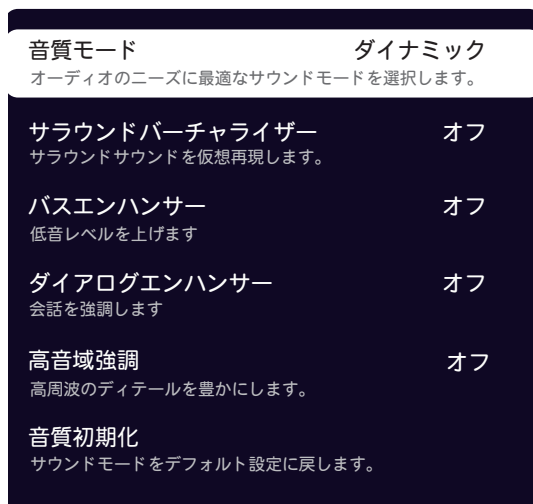 音質モード ダイナミック
オーディオのニーズに最適なサウンドモードを選択します。
サラウンドバーチャライザー オフ
サラウンドサウンドを仮想再現します。
バスエンハンサー オフ
低音レベルを上げます
ダイアログエンハンサー オフ
会話を強調します
高音域強調 オフ
高周波のディテールを豊かにします。
音質初期化
サウンドモードをデフォルト設定に戻します。